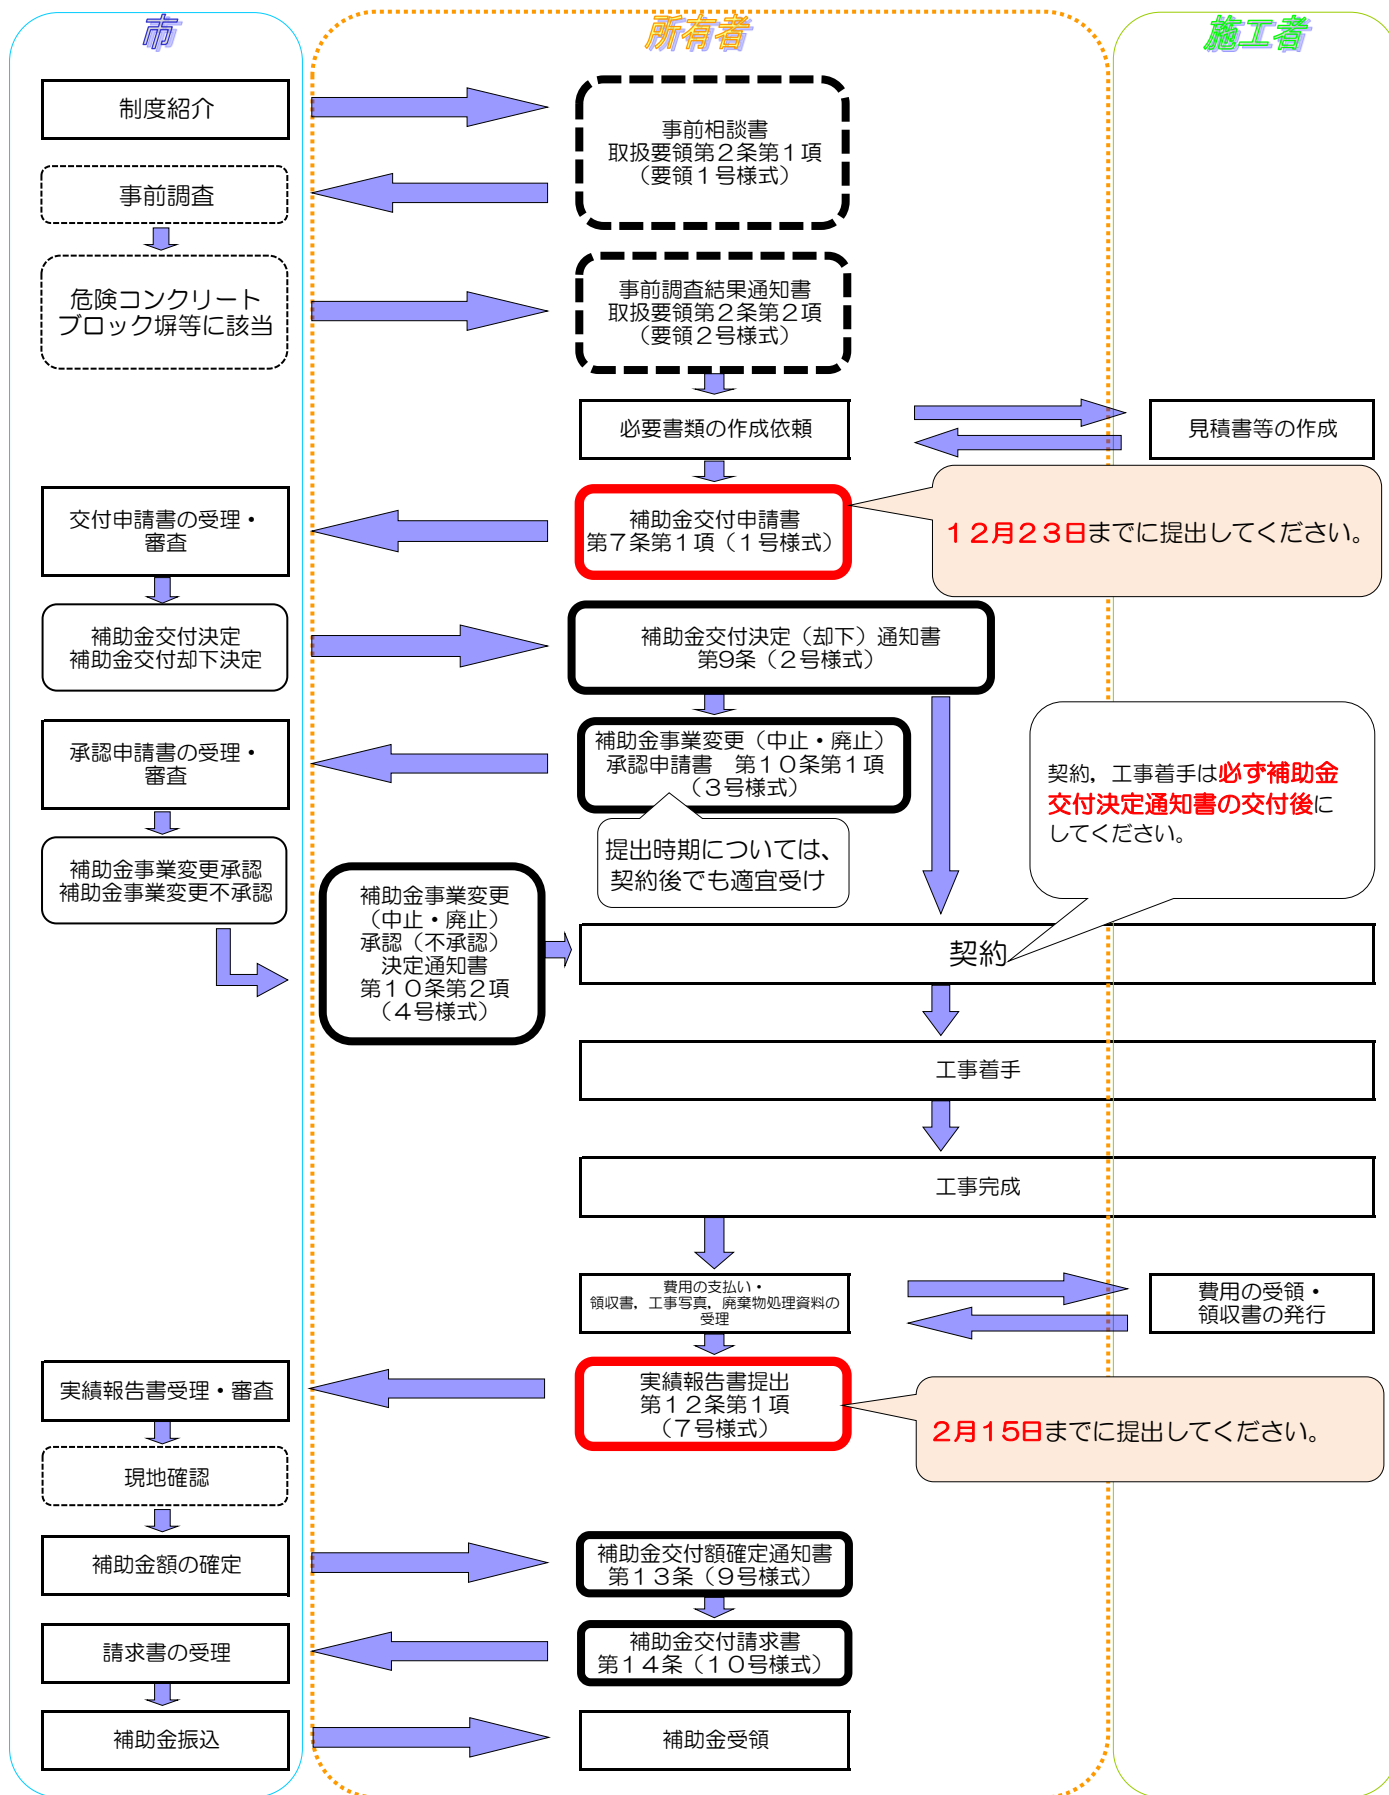 市
所有者
施工者
制度紹介
事前相談書
取扱要領第２条第１項
（要領１号様式）
事前調査
危険コンクリート
ブロック塀等に該当
事前調査結果通知書
取扱要領第２条第２項
（要領２号様式）
必要書類の作成依頼
見積書等の作成
交付申請書の受理・
審査
補助金交付申請書
第７条第１項（１号様式）
１２月２３日までに提出してください。
補助金交付決定
補助金交付却下決定
補助金交付決定（却下）通知書
第９条（２号様式）
承認申請書の受理・
審査
補助金事業変更（中止・廃止）
承認申請書　第１０条第１項
（３号様式）
契約，工事着手は必ず補助金
交付決定通知書の交付後に
してください。
提出時期については、
契約後でも適宜受け
補助金事業変更承認
補助金事業変更不承認
補助金事業変更
（中止・廃止）
承認（不承認）
決定通知書
第１０条第２項
（４号様式）
契約
工事着手
工事完成
費用の支払い・
領収書，工事写真，廃棄物処理資料の
受理
費用の受領・
領収書の発行
実績報告書受理・審査
実績報告書提出
第１２条第１項
（７号様式）
２月１５日までに提出してください。
現地確認
補助金額の確定
補助金交付額確定通知書
第１３条（９号様式）
請求書の受理
補助金交付請求書
第１４条（１０号様式）
補助金振込
補助金受領